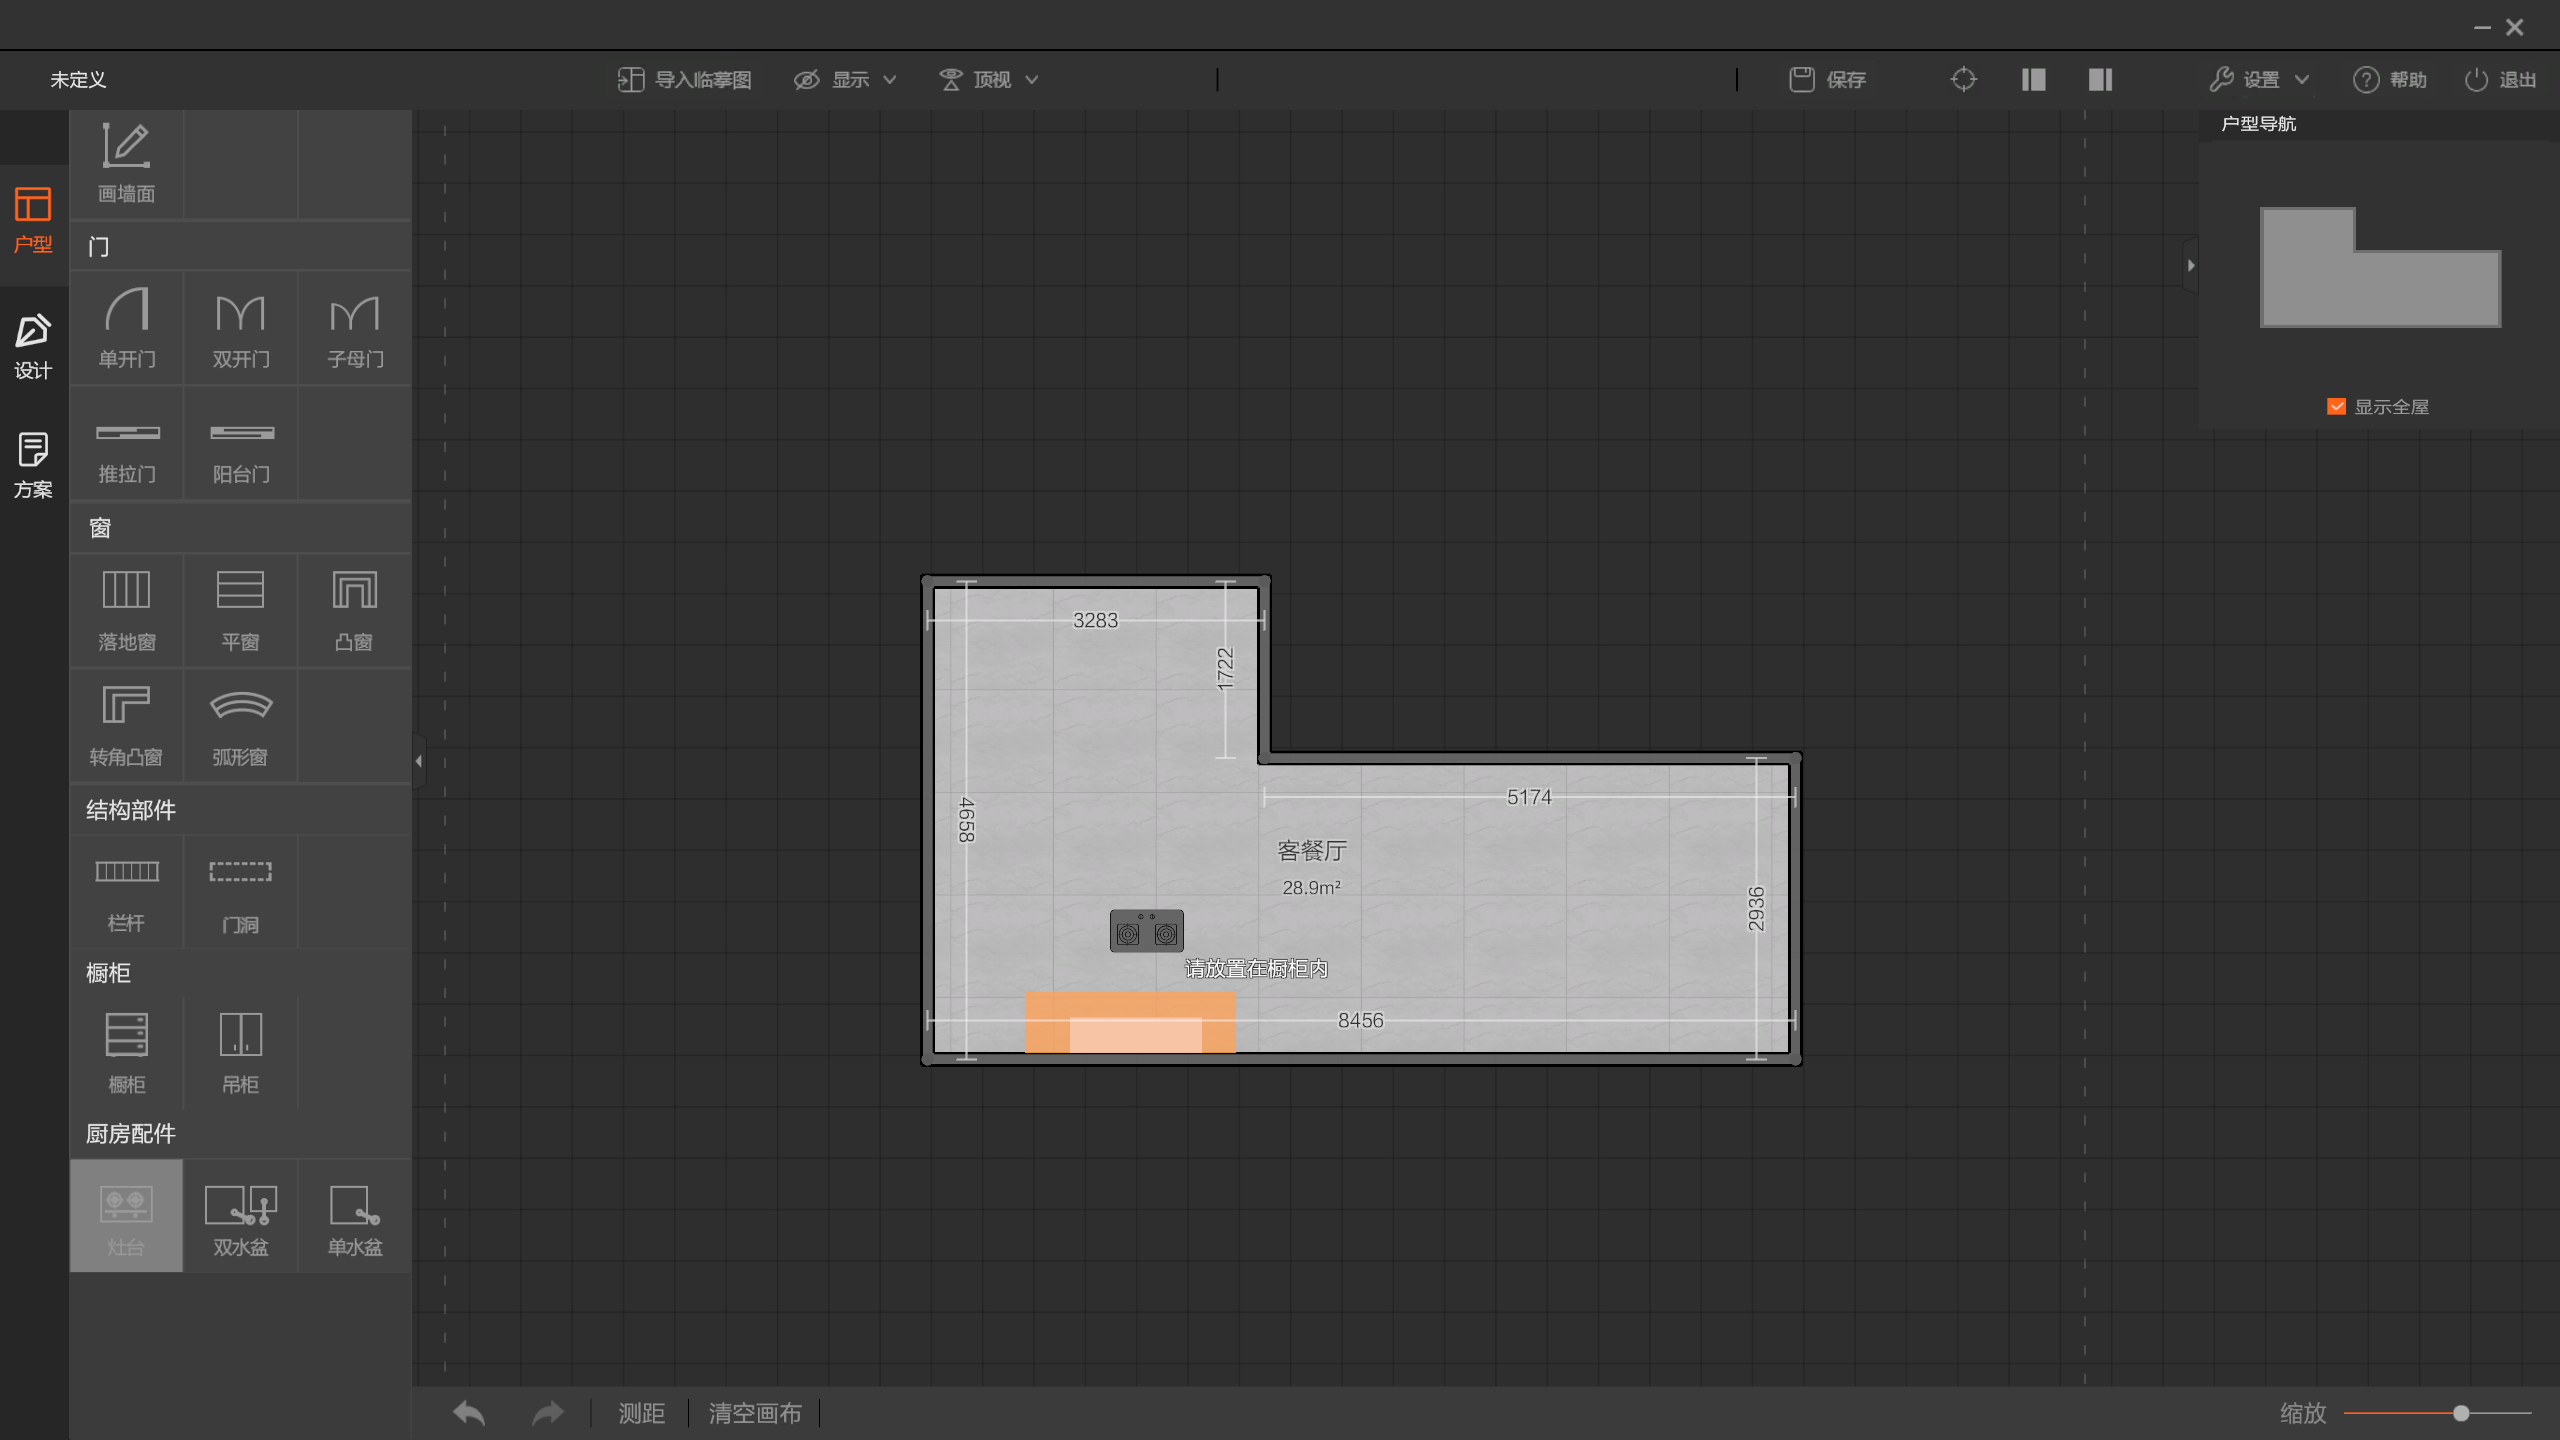 未定义
导入临摹图
显示
顶视
保存
设置
帮助
退出
户型导航
显示全屋
户型
设计
方案
画墙面
门
单开门
双开门
子母门
推拉门
阳台门
窗
落地窗
平窗
凸窗
转角凸窗
弧形窗
结构部件
栏杆
门洞
橱柜
橱柜
吊柜
厨房配件
灶台
双水盆
单水盆
3283
1722
4658
5174
客餐厅
28.9m²
2936
请放置在橱柜内
8456
测距
清空画布
缩放